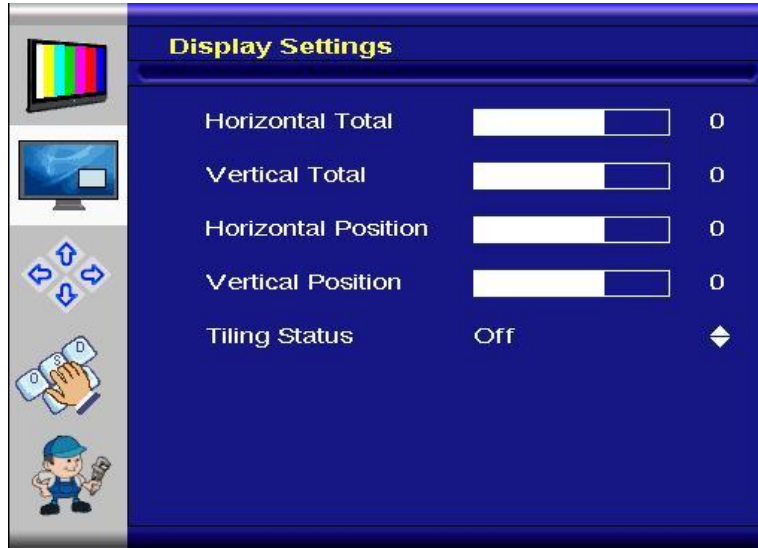 Display Settings
Horizontal Total 0
Vertical Total 0
Horizontal Position 0
Vertical Position 0
Tiling Status Off
O S D